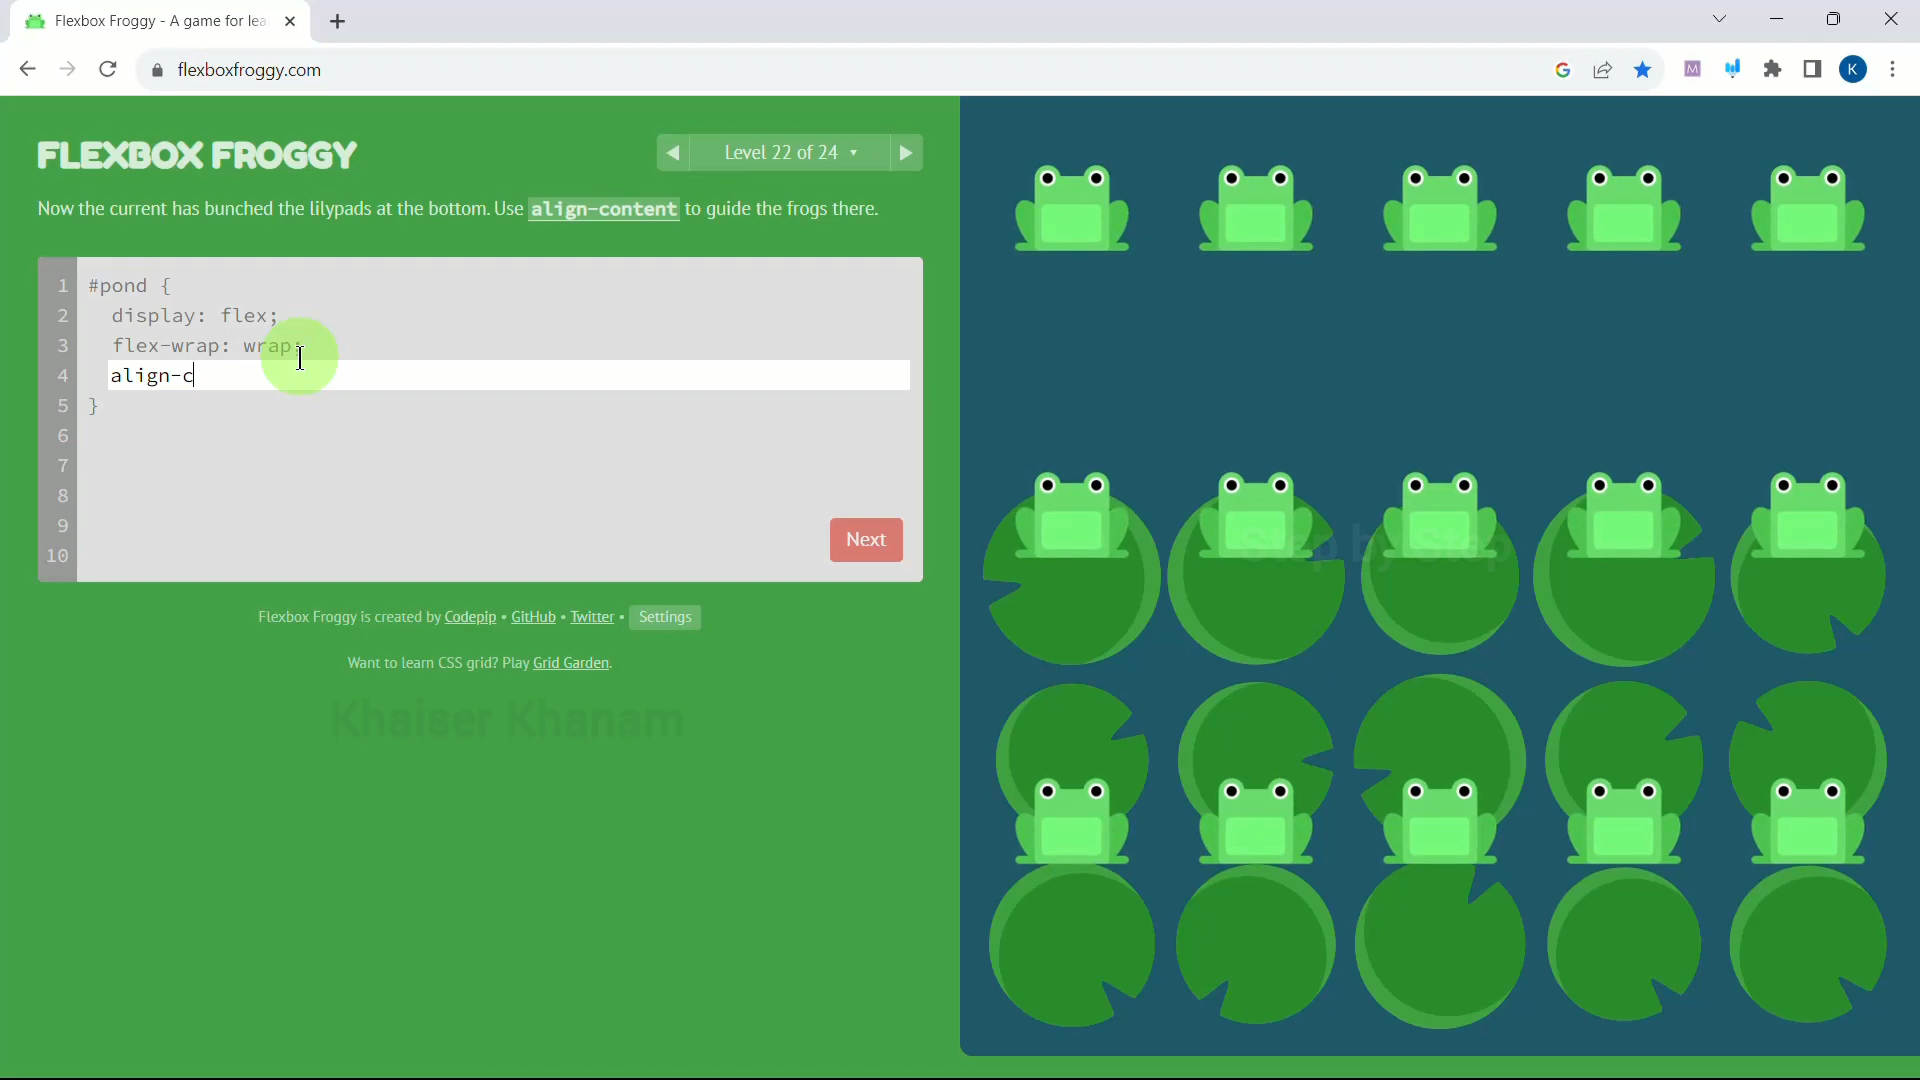 Flexbox Froggy - A game for lea
flexboxfroggy.com
M
K
FLEXBOX FROGGY
Level 22 of 24
Now the current has bunched the lilypads at the bottom. Use align-content to guide the frogs there.
1 #pond {
2 display: flex;
3 flex-wrap: wrap;
4 align-c
5 }
6
7
8
9
10
Next
Flexbox Froggy is created by Codepip • GitHub • Twitter • Settings
Want to learn CSS grid? Play Grid Garden.
Khaiser Khanam
Step by Step